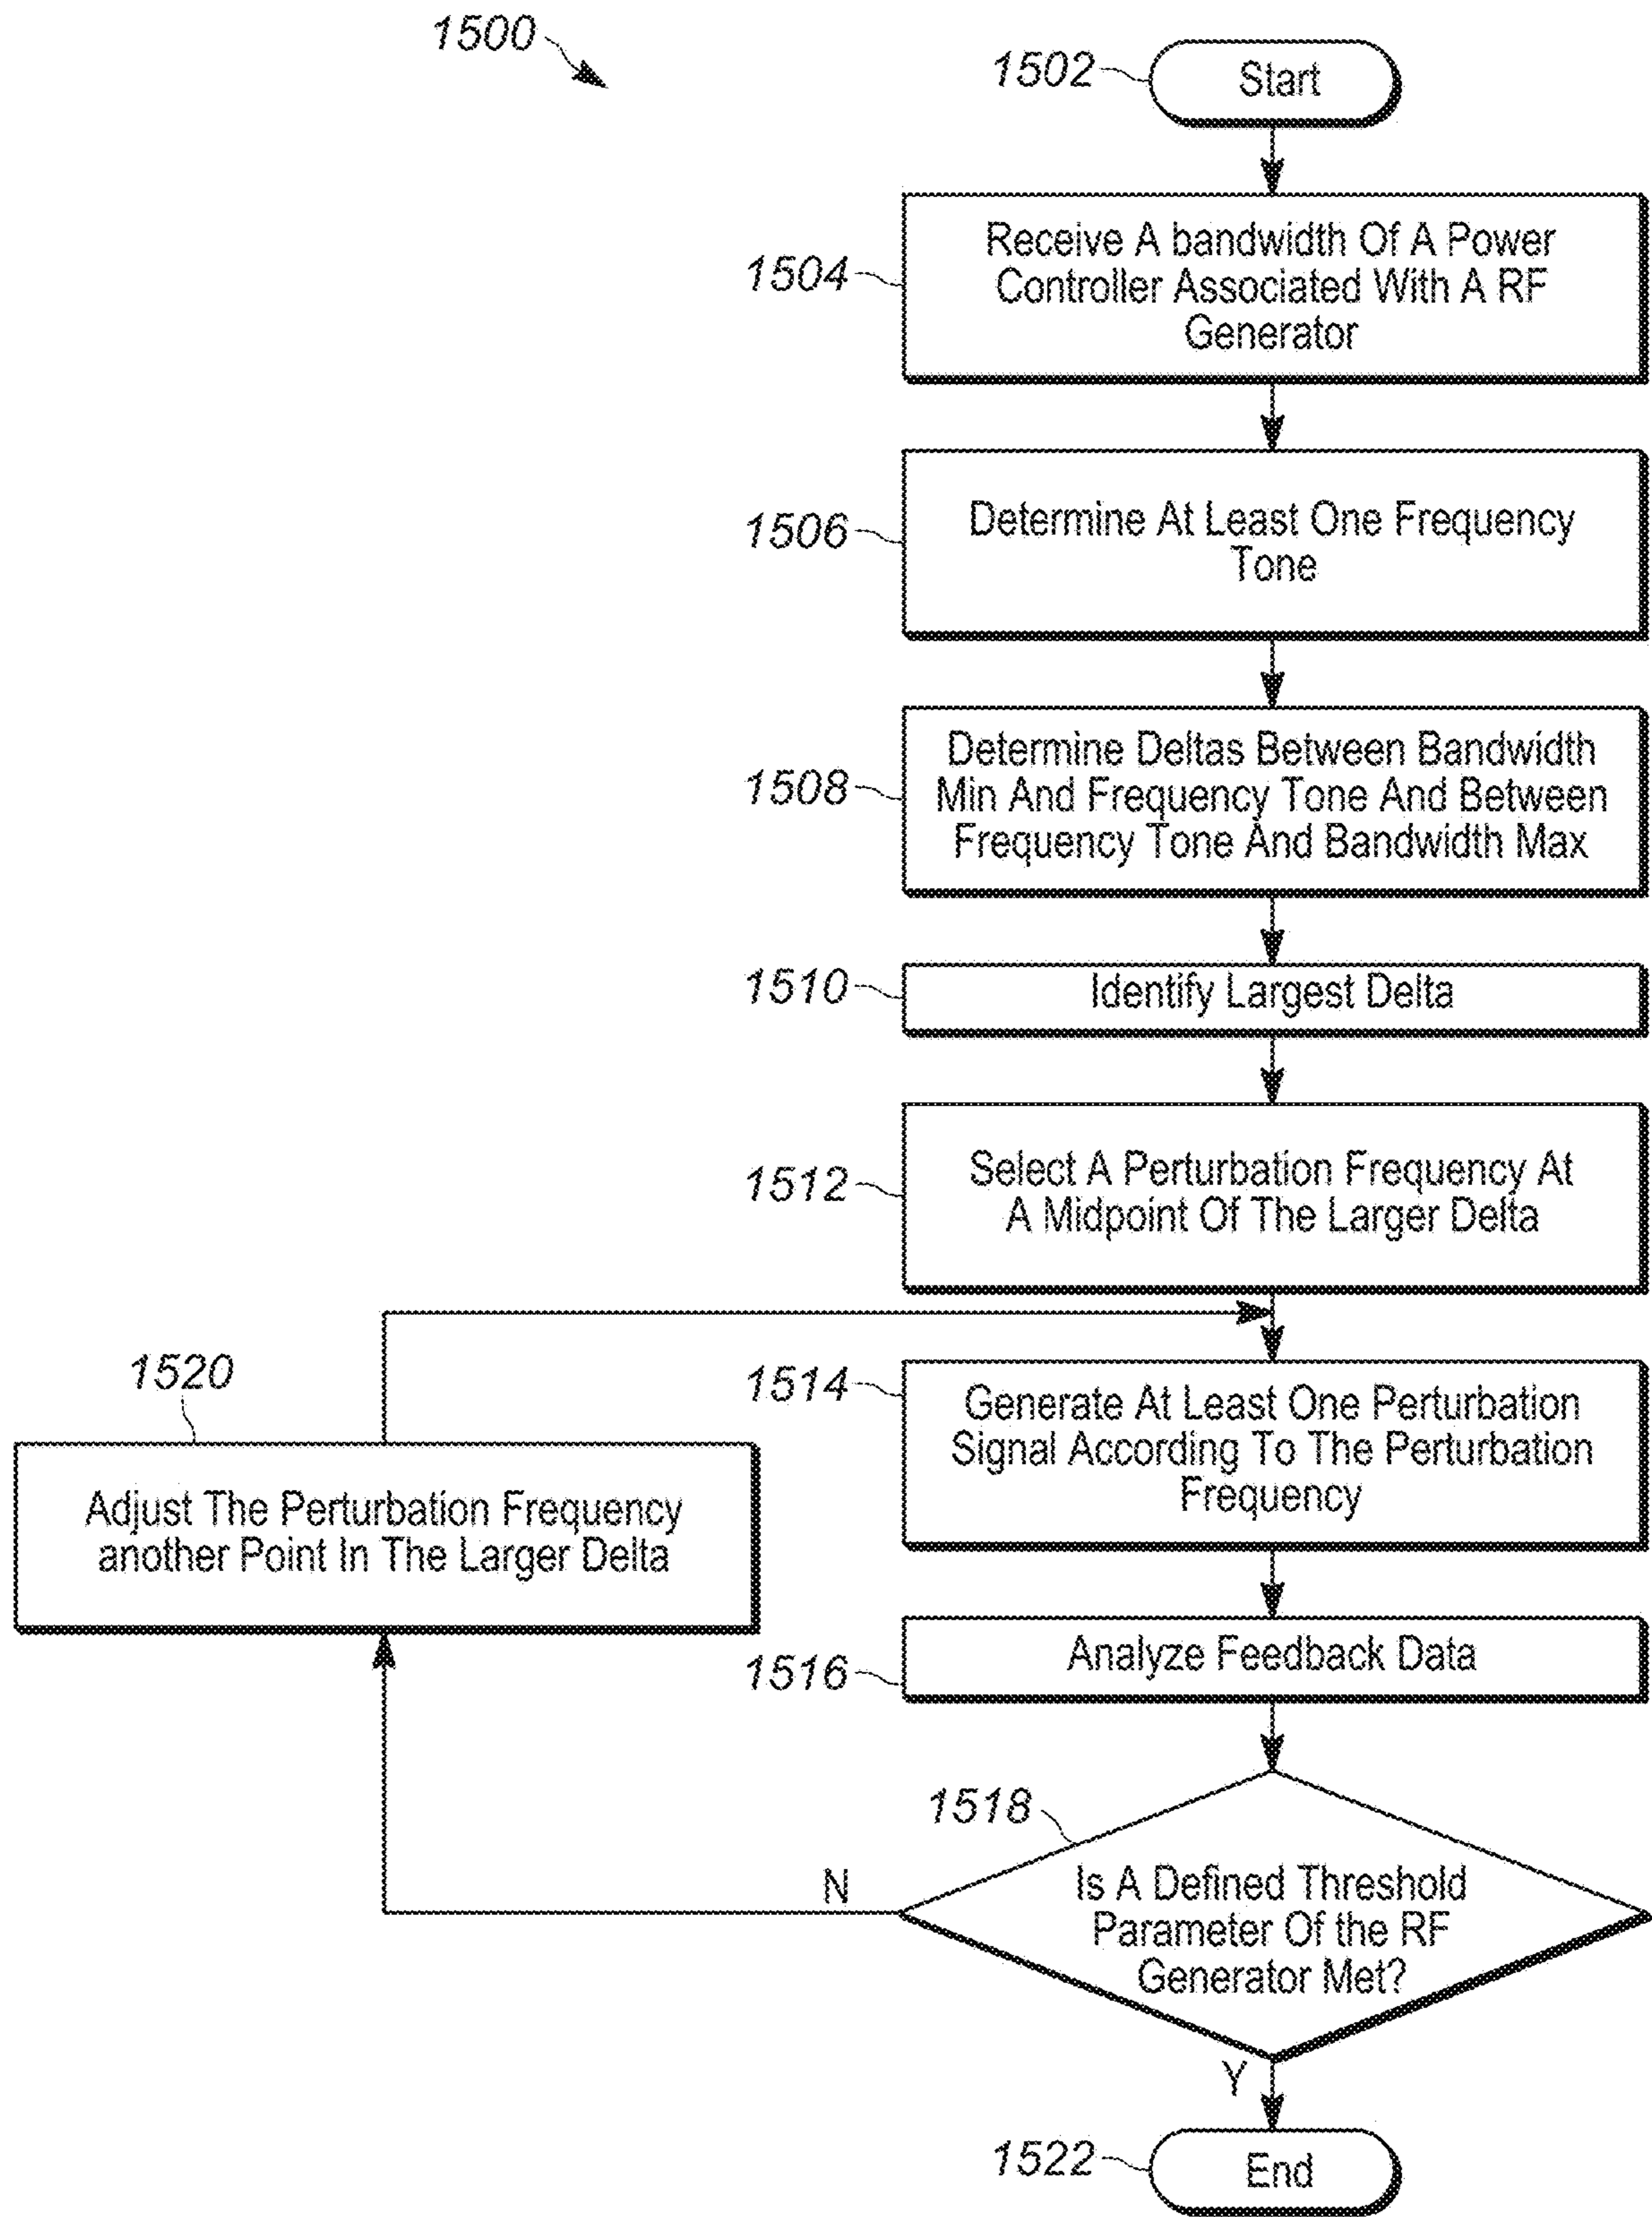 1500
1502
Start
1504
Receive A bandwidth Of A Power
Controller Associated With A RF
Generator
1506
Determine At Least One Frequency
Tone
1508
Determine Deltas Between Bandwidth
Min And Frequency Tone And Between
Frequency Tone And Bandwidth Max
1510
Identify Largest Delta
1512
Select A Perturbation Frequency At
A Midpoint Of The Larger Delta
1514
Generate At Least One Perturbation
Signal According To The Perturbation
Frequency
1520
Adjust The Perturbation Frequency
another Point In The Larger Delta
1516
Analyze Feedback Data
1518
Is A Defined Threshold
Parameter Of the RF
Generator Met?
N
Y
1522
End